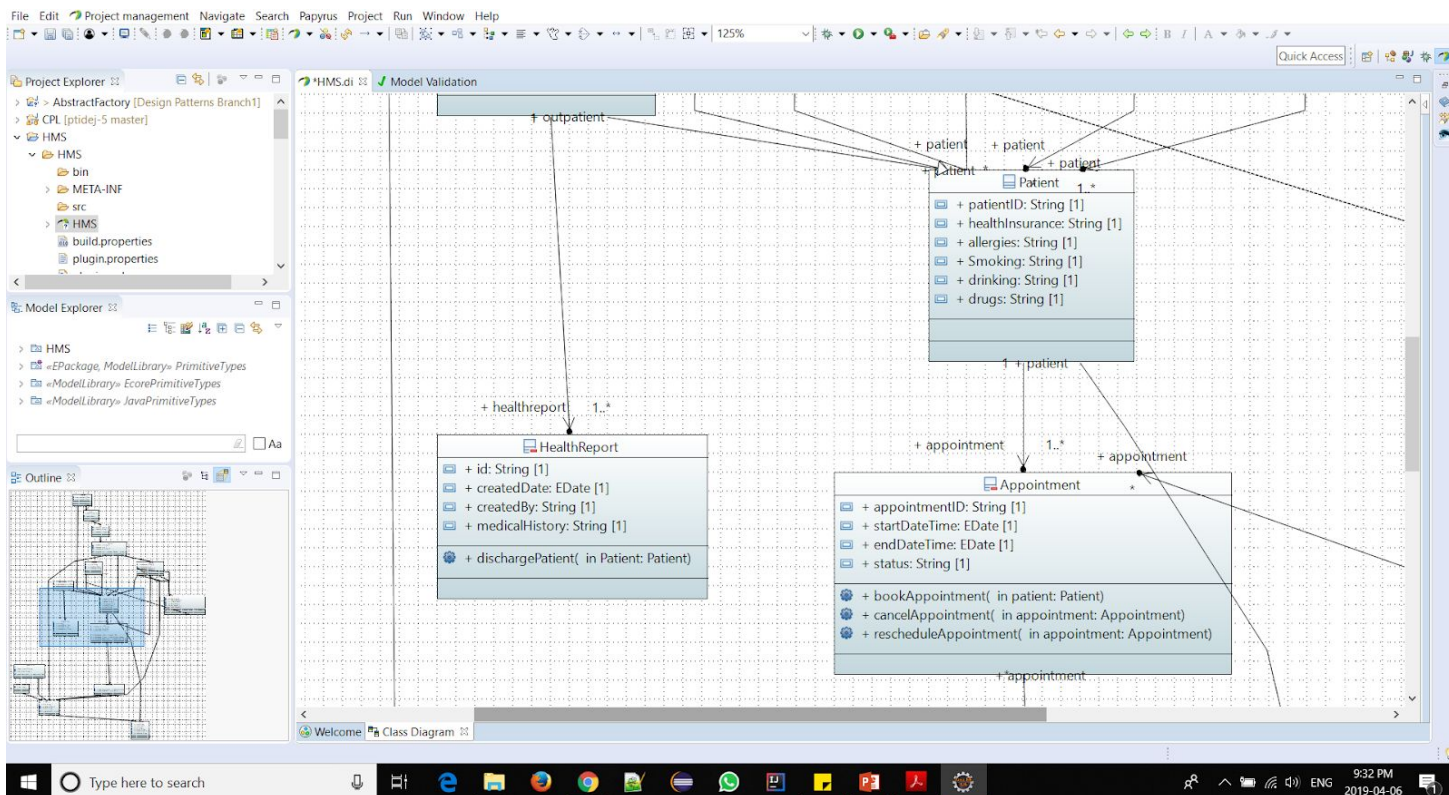 File Edit Project management Navigate Search Papyrus Project Run Window Help
125%
B I A
Quick Access
Project Explorer
> AbstractFactory [Design Patterns Branch1]
CPL [ptidej-5 master]
HMS
HMS
bin
META-INF
src
HMS
build.properties
plugin.properties
Model Explorer
HMS
«EPackage, ModelLibrary» PrimitiveTypes
«ModelLibrary» EcorePrimitiveTypes
«ModelLibrary» JavaPrimitiveTypes
Aa
Outline
*HMS.di
Model Validation
+ outpatient
+ patient
+ patient
+ patient
+ patient *
1..*
Patient
+ patientID: String [1]
+ healthInsurance: String [1]
+ allergies: String [1]
+ Smoking: String [1]
+ drinking: String [1]
+ drugs: String [1]
1 + patient
+ healthreport 1..*
HealthReport
+ id: String [1]
+ createdDate: EDate [1]
+ createdBy: String [1]
+ medicalHistory: String [1]
+ dischargePatient( in Patient: Patient)
+ appointment 1..*
+ appointment
*
Appointment
+ appointmentID: String [1]
+ startDateTime: EDate [1]
+ endDateTime: EDate [1]
+ status: String [1]
+ bookAppointment( in patient: Patient)
+ cancelAppointment( in appointment: Appointment)
+ rescheduleAppointment( in appointment: Appointment)
+*appointment
Welcome
Class Diagram
Type here to search
ENG
9:32 PM
2019-04-06
1